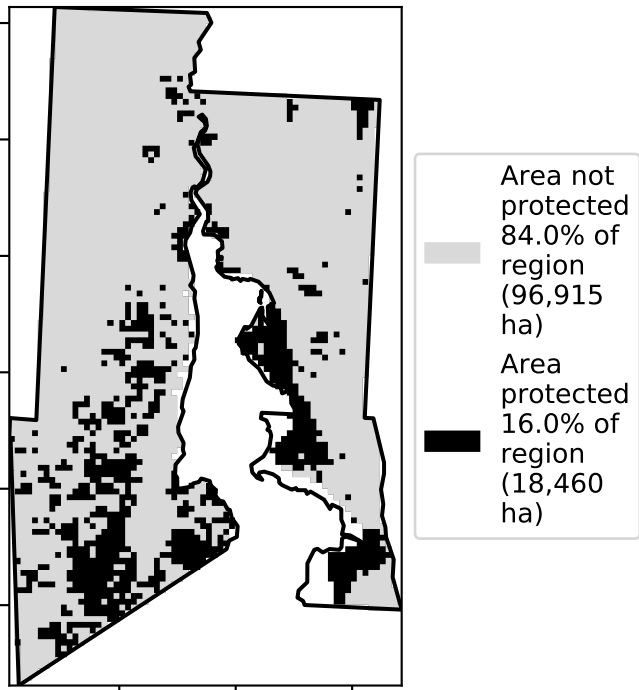 Area not
protected
84.0% of
region
(96,915
ha)
Area
protected
16.0% of
region
(18,460
ha)